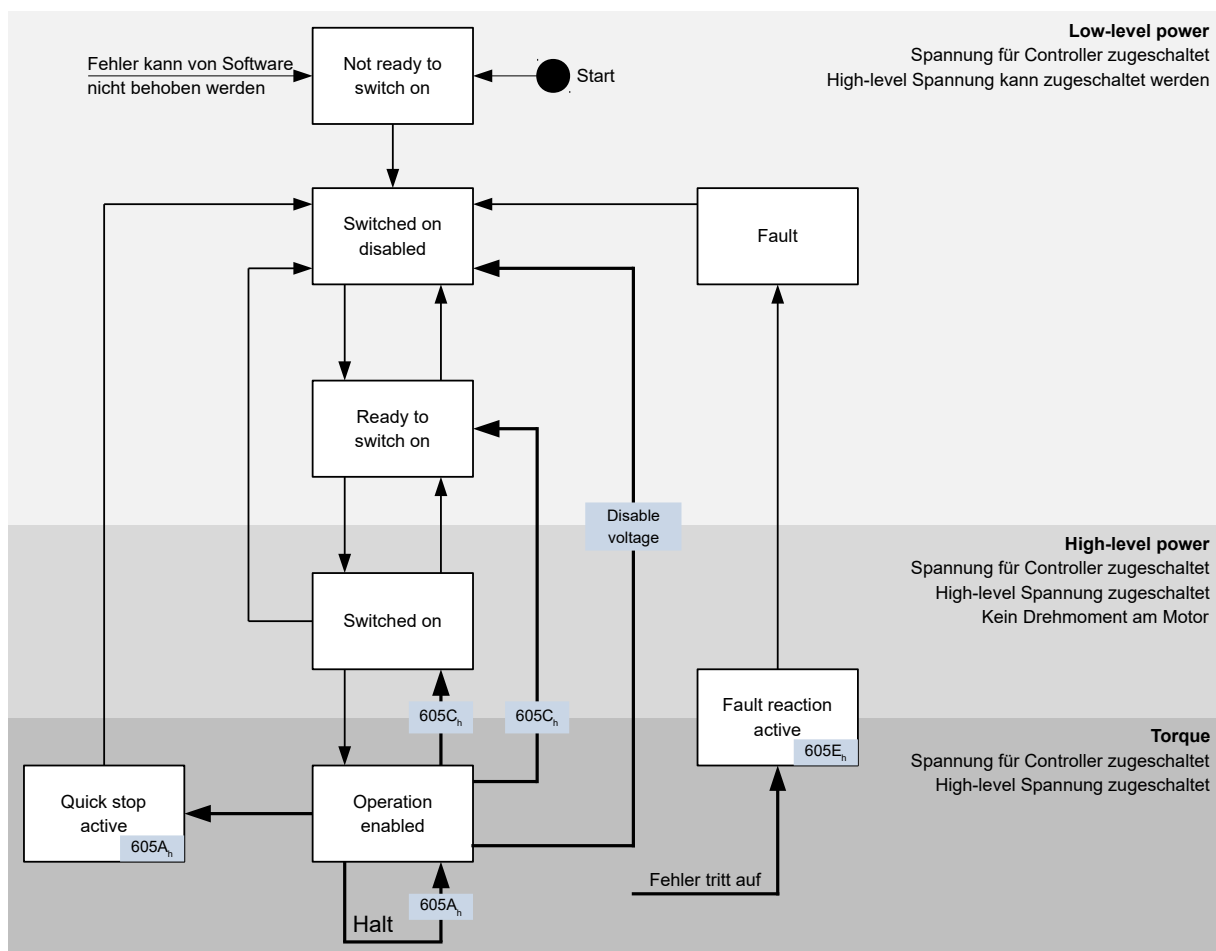 Low-level power
Spannung für Controller zugeschaltet
High-level Spannung kann zugeschaltet werden
Fehler kann von Software
nicht behoben werden
Not ready to
switch on
Start
Switched on
disabled
Fault
Ready to
switch on
Disable
voltage
High-level power
Spannung für Controller zugeschaltet
High-level Spannung zugeschaltet
Kein Drehmoment am Motor
Switched on
605Ch
605Ch
Fault reaction
active
605Eh
Torque
Spannung für Controller zugeschaltet
High-level Spannung zugeschaltet
Quick stop
active
605Ah
Operation
enabled
Fehler tritt auf
605Ah
Halt